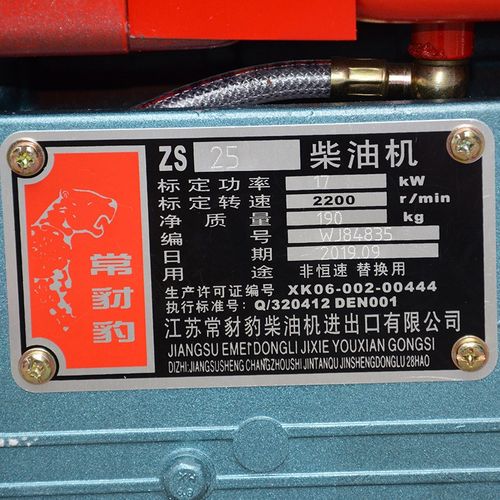 常豺豹
ZS 25 柴油机
标定功率 17 kW
标定转速 2200 r/min
净质量 190 kg
编号 WJ84835
日期 2019.09
用途 非恒速 替换用
生产许可证编号 XK06-002-00444
执行标准号: Q/320412 DEN001
江苏常豺豹柴油机进出口有限公司
JIANGSU EMEI DONGLI JIXIE YOUXIAN GONGSI
DIZHI:JIANGSUSHENG CHANGZHOUSHI JINTANQU JINSHENGDONGLU 28HAO